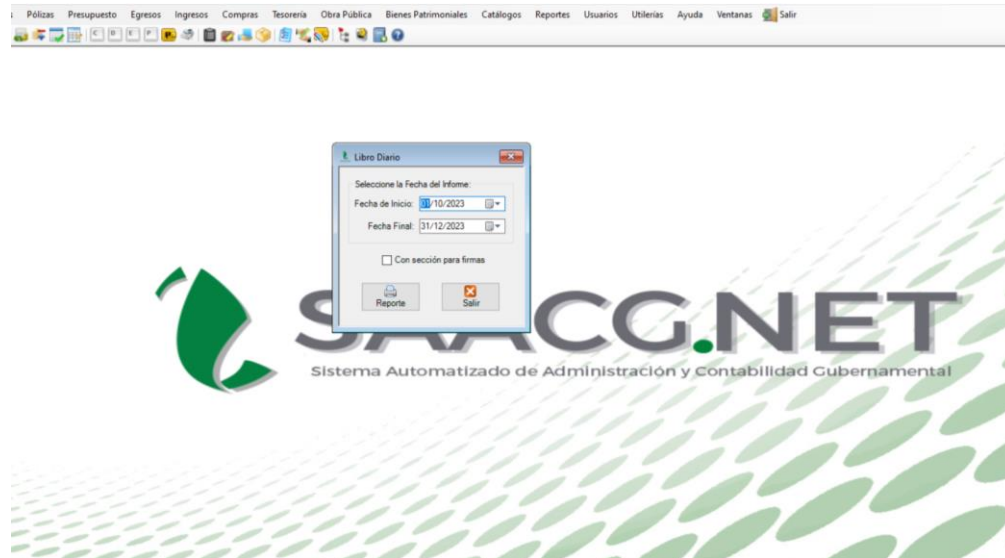 Pólizas Presupuesto Egresos Ingresos Compras Tesorería Obra Pública Bienes Patrimoniales Catálogos Reportes Usuarios Utilerías Ayuda Ventanas Salir
C D E P
Libro Diario
Seleccione la Fecha del Informe:
Fecha de Inicio: 01/10/2023
Fecha Final: 31/12/2023
Con sección para firmas
Reporte Salir
SAACG.NET
Sistema Automatizado de Administración y Contabilidad Gubernamental